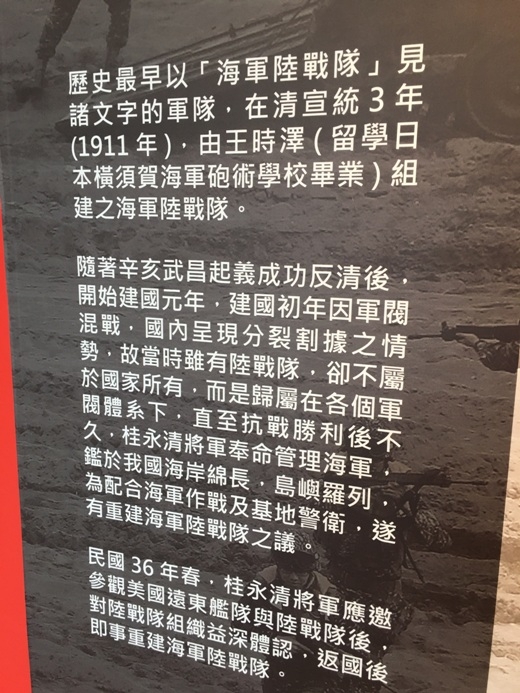 歷史最早以「海軍陸戰隊」見
諸文字的軍隊，在清宣統 3 年
(1911 年)，由王時澤 ( 留學日
本橫須賀海軍砲術學校畢業 ) 組
建之海軍陸戰隊。
隨著辛亥武昌起義成功反清後，
開始建國元年，建國初年因軍閥
混戰，國內呈現分裂割據之情
勢，故當時雖有陸戰隊，卻不屬
於國家所有，而是歸屬在各個軍
閥體系下，直至抗戰勝利後不
久，桂永清將軍奉命管理海軍，
鑑於我國海岸綿長，島嶼羅列，
為配合海軍作戰及基地警衛，遂
有重建海軍陸戰隊之議。
民國 36 年春，桂永清將軍應邀
參觀美國遠東艦隊與陸戰隊後，
對陸戰隊組織益深體認，返國後
即事重建海軍陸戰隊。